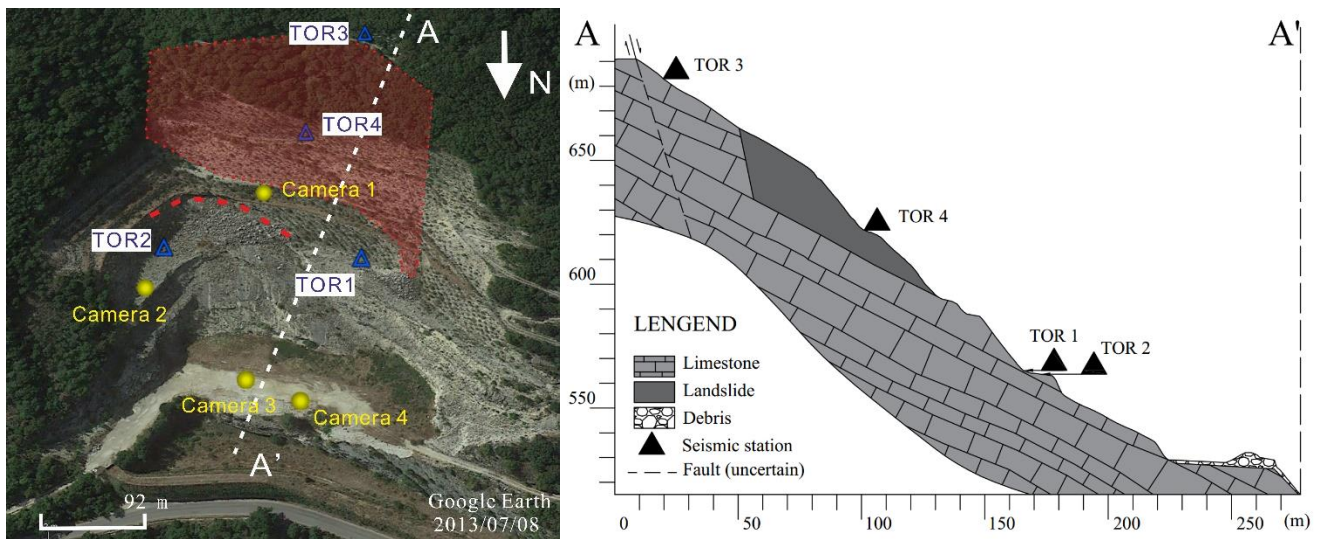 TOR3
A
N
TOR4
Camera 1
TOR2
TOR1
Camera 2
Camera 3
Camera 4
A’
92 m
Google Earth
2013/07/08
A
A'
(m)
TOR 3
650
TOR 4
600
LENGEND
TOR 1
TOR 2
Limestone
Landslide
550
Debris
Seismic station
Fault (uncertain)
0
50
100
150
200
250
(m)